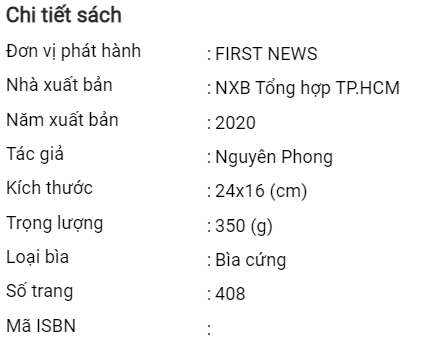 Chi tiết sách
Đơn vị phát hành : FIRST NEWS
Nhà xuất bản : NXB Tổng hợp TP.HCM
Năm xuất bản : 2020
Tác giả : Nguyên Phong
Kích thước : 24x16 (cm)
Trọng lượng : 350 (g)
Loại bìa : Bìa cứng
Số trang : 408
Mã ISBN :